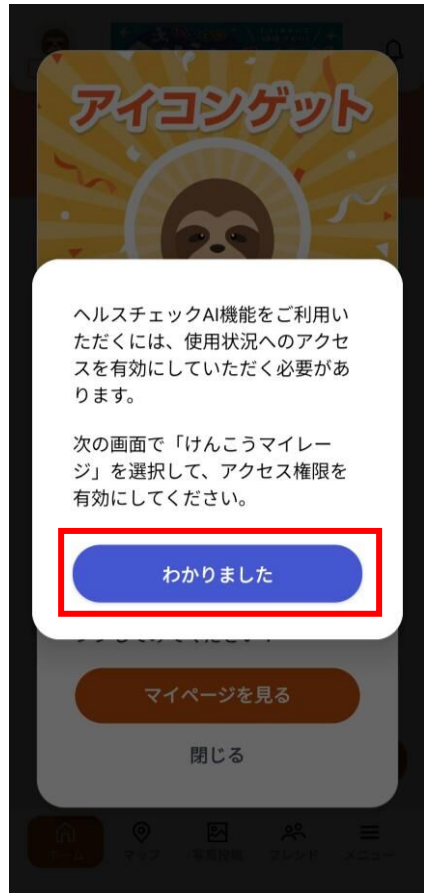 アイコンゲット
ヘルスチェックAI機能をご利用い
ただくには、使用状況へのアクセ
スを有効にしていただく必要があ
ります。
次の画面で「けんこうマイレー
ジ」を選択して、アクセス権限を
有効にしてください。
わかりました
マイページを見る
閉じる
ホーム
マップ
フレンド
メニュー